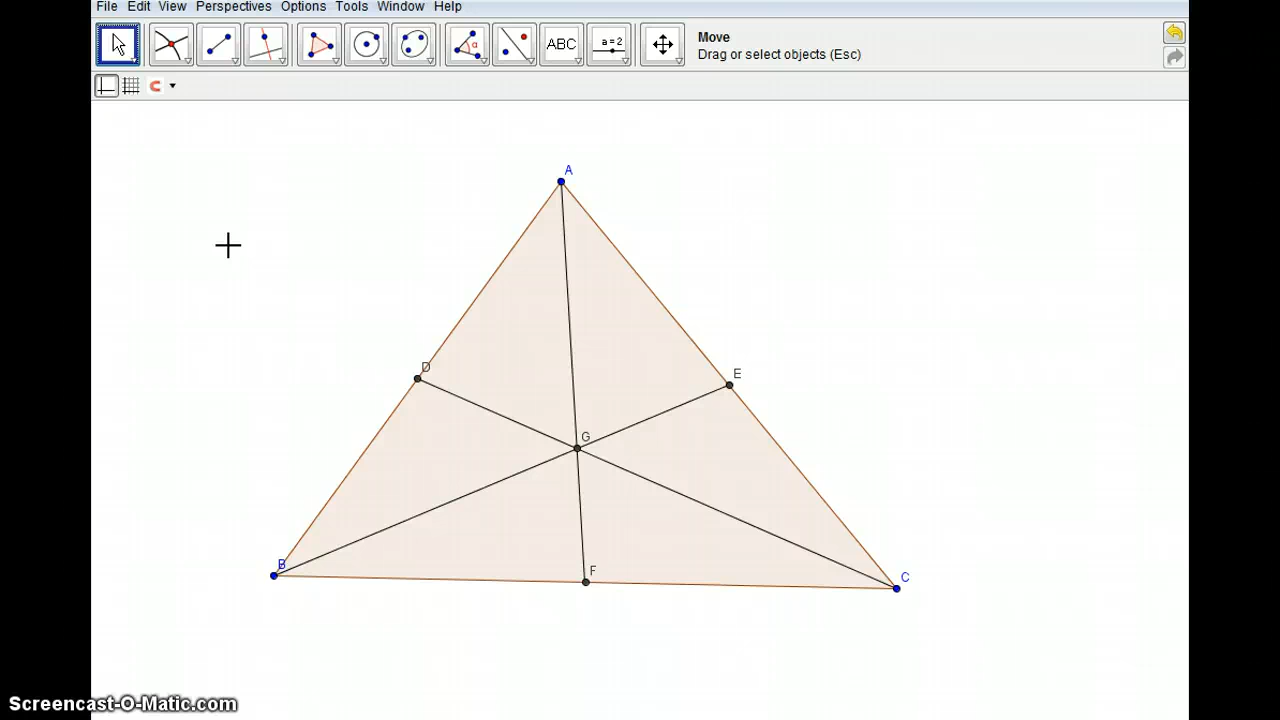 File Edit View Perspectives Options Tools Window Help
α
ABC
a = 2
Move
Drag or select objects (Esc)
A
D
E
G
B
F
C
Screencast-O-Matic.com